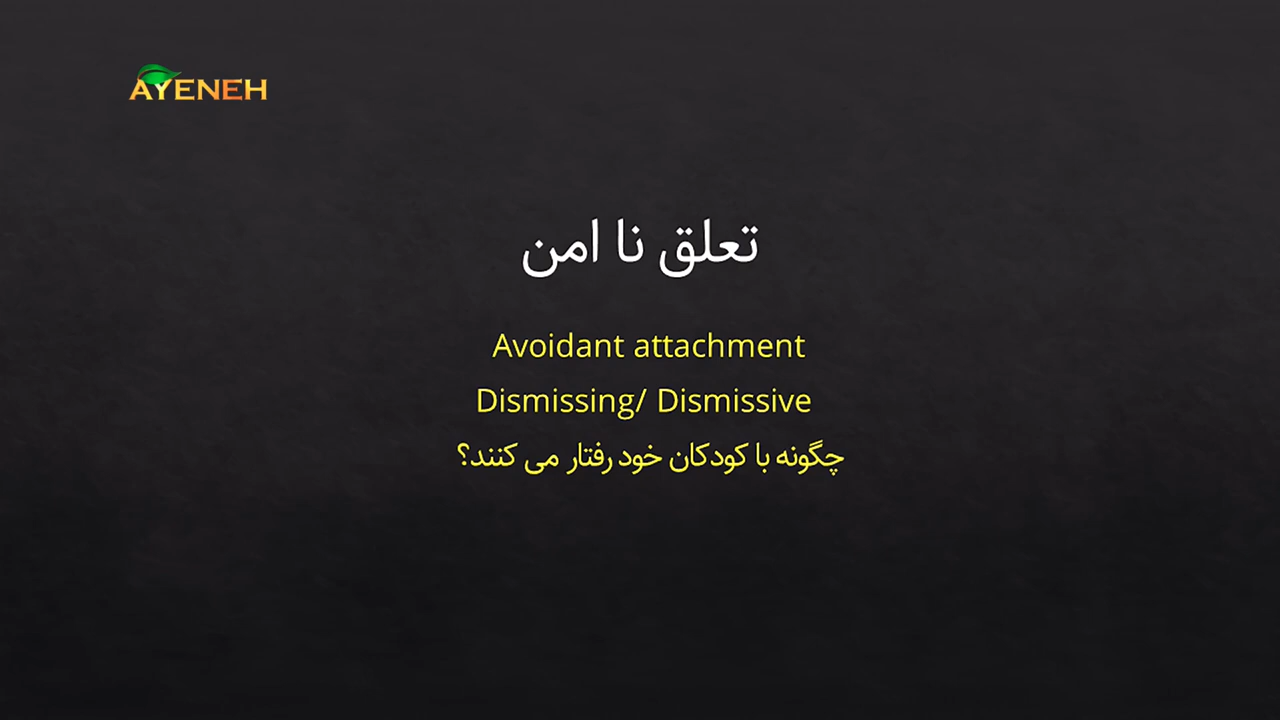 AYENEH
تعلق نا امن
Avoidant attachment
Dismissing/ Dismissive
چگونه با کودکان خود رفتار می کنند؟